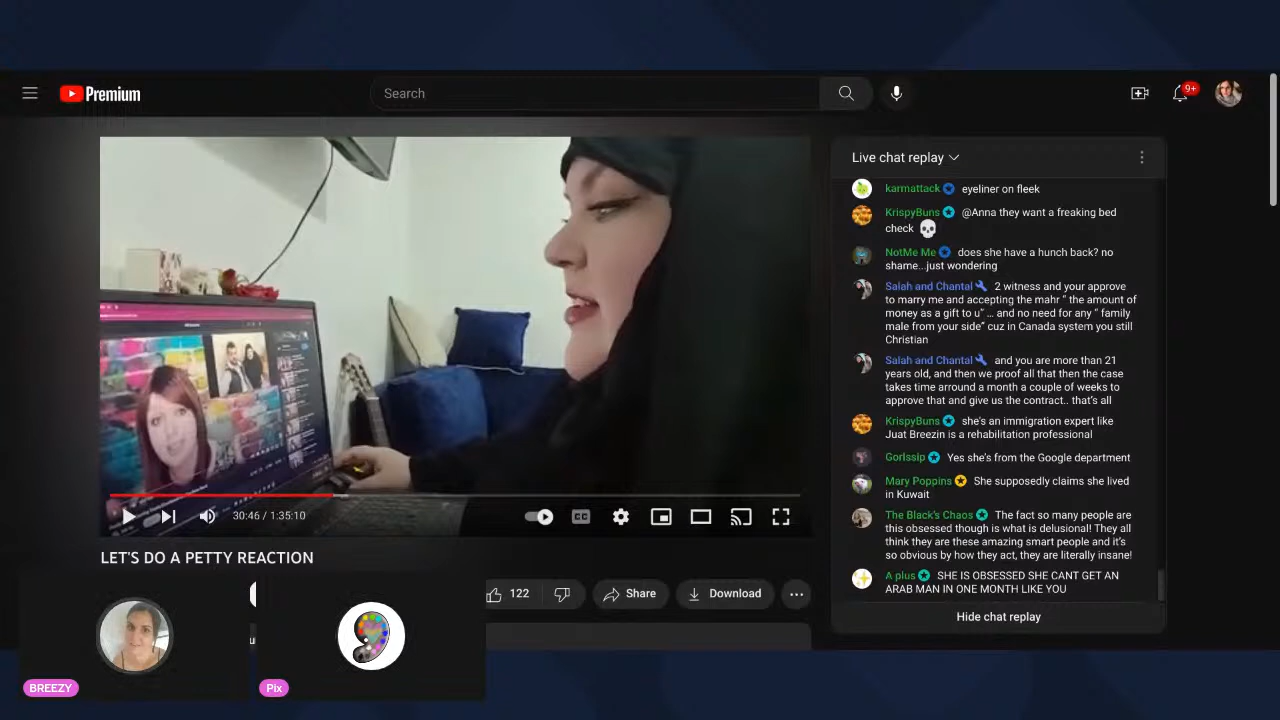 Premium
Search
9+
Live chat replay
karmattack eyeliner on fleek
KrispyBuns @Anna they want a freaking bed
check
NotMe Me does she have a hunch back? no
shame...just wondering
Salah and Chantal 2 witness and your approve
to marry me and accepting the mahr “ the amount of
money as a gift to u” … and no need for any “ family
male from your side” cuz in Canada system you still
Christian
Salah and Chantal and you are more than 21
years old, and then we proof all that then the case
takes time arround a month a couple of weeks to
approve that and give us the contract.. that's all
KrispyBuns she's an immigration expert like
Juat Breezin is a rehabilitation professional
Gorlssip Yes she's from the Google department
Mary Poppins She supposedly claims she lived
in Kuwait
The Black's Chaos The fact so many people are
this obsessed though is what is delusional! They all
think they are these amazing smart people and it's
so obvious by how they act, they are literally insane!
A plus SHE IS OBSESSED SHE CANT GET AN
ARAB MAN IN ONE MONTH LIKE YOU
Hide chat replay
30:46 / 1:35:10
CC
LET'S DO A PETTY REACTION
122
Share
Download
BREEZY
Pix